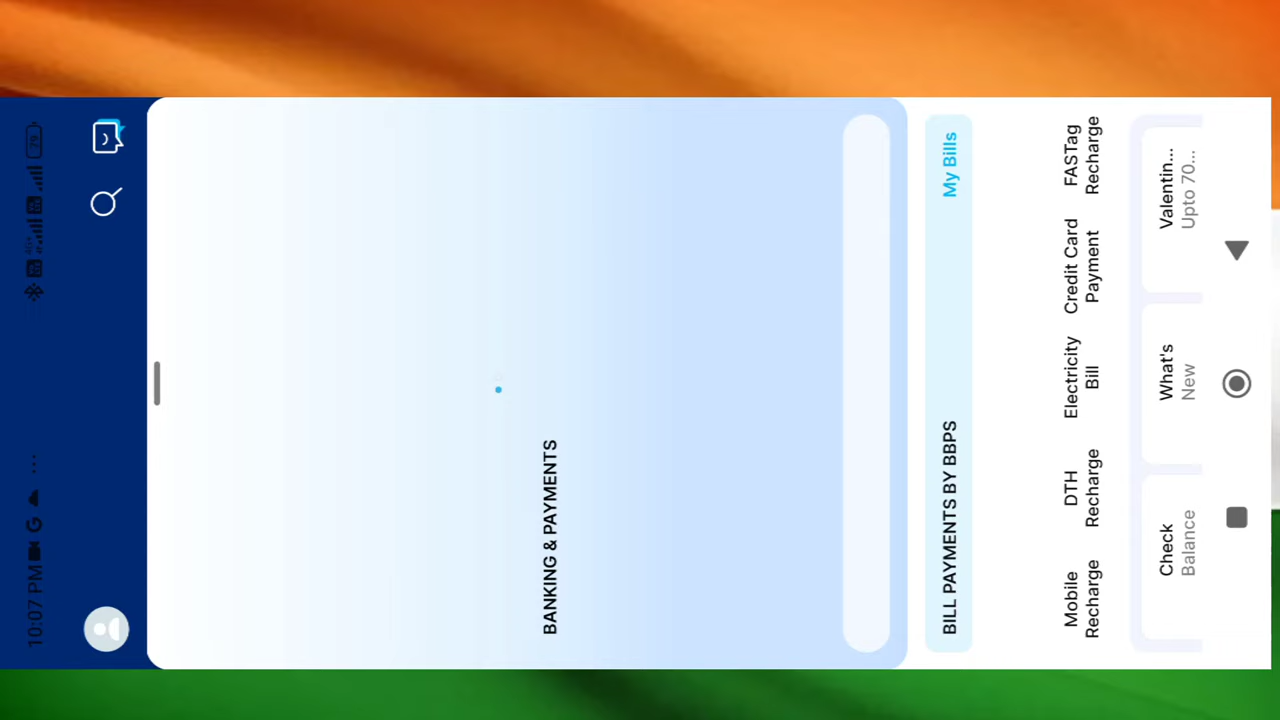 10:07 PM
79
BANKING & PAYMENTS
BILL PAYMENTS BY BBPS
My Bills
Mobile
Recharge
DTH
Recharge
Electricity
Bill
Credit Card
Payment
FASTag
Recharge
Check
Balance
What's
New
Valentin...
Upto 70...